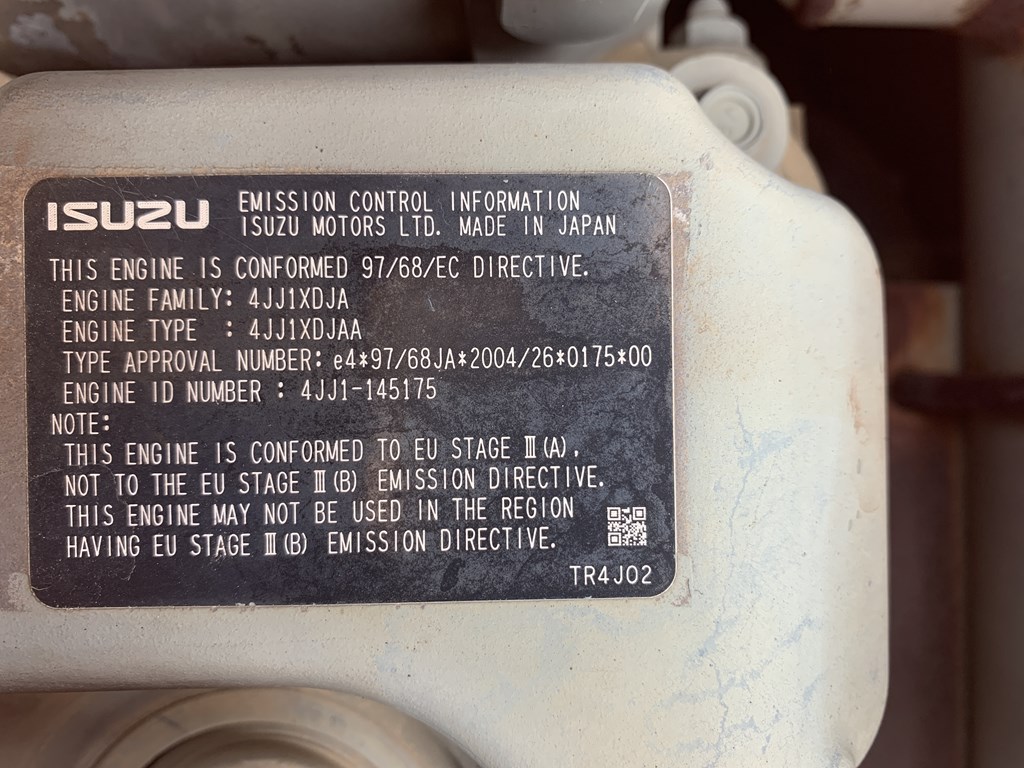 ISUZU
EMISSION CONTROL INFORMATION
ISUZU MOTORS LTD. MADE IN JAPAN
THIS ENGINE IS CONFORMED 97/68/EC DIRECTIVE.
ENGINE FAMILY: 4JJ1XDJA
ENGINE TYPE : 4JJ1XDJAA
TYPE APPROVAL NUMBER: e4*97/68JA*2004/26*0175*00
ENGINE ID NUMBER : 4JJ1-145175
NOTE:
THIS ENGINE IS CONFORMED TO EU STAGE Ⅲ(A).
NOT TO THE EU STAGE Ⅲ(B) EMISSION DIRECTIVE.
THIS ENGINE MAY NOT BE USED IN THE REGION
HAVING EU STAGE Ⅲ(B) EMISSION DIRECTIVE.
TR4J02